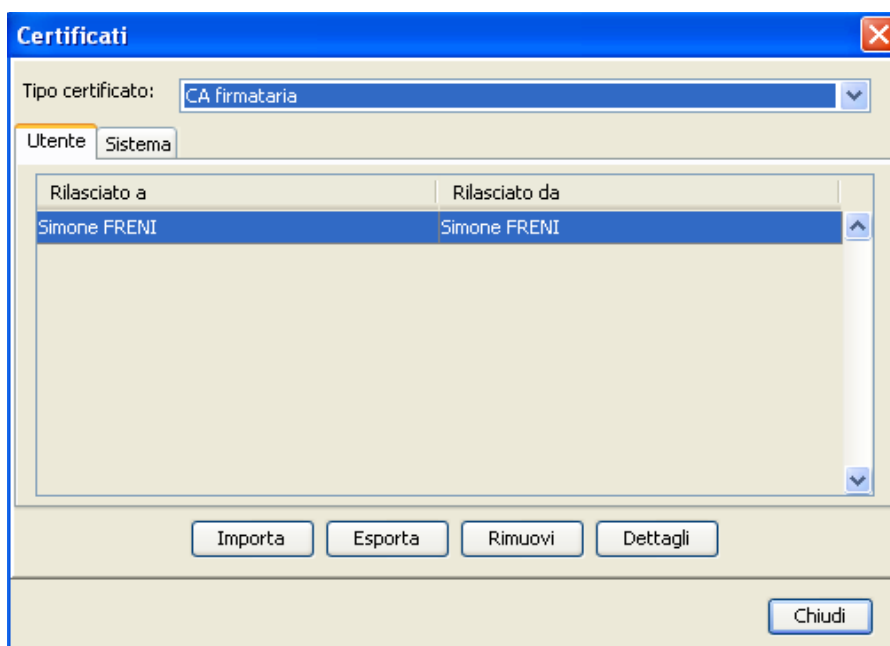 Certificati
Tipo certificato: CA firmataria
Utente Sistema
Rilasciato a Rilasciato da
Simone FRENI Simone FRENI
Importa Esporta Rimuovi Dettagli
Chiudi